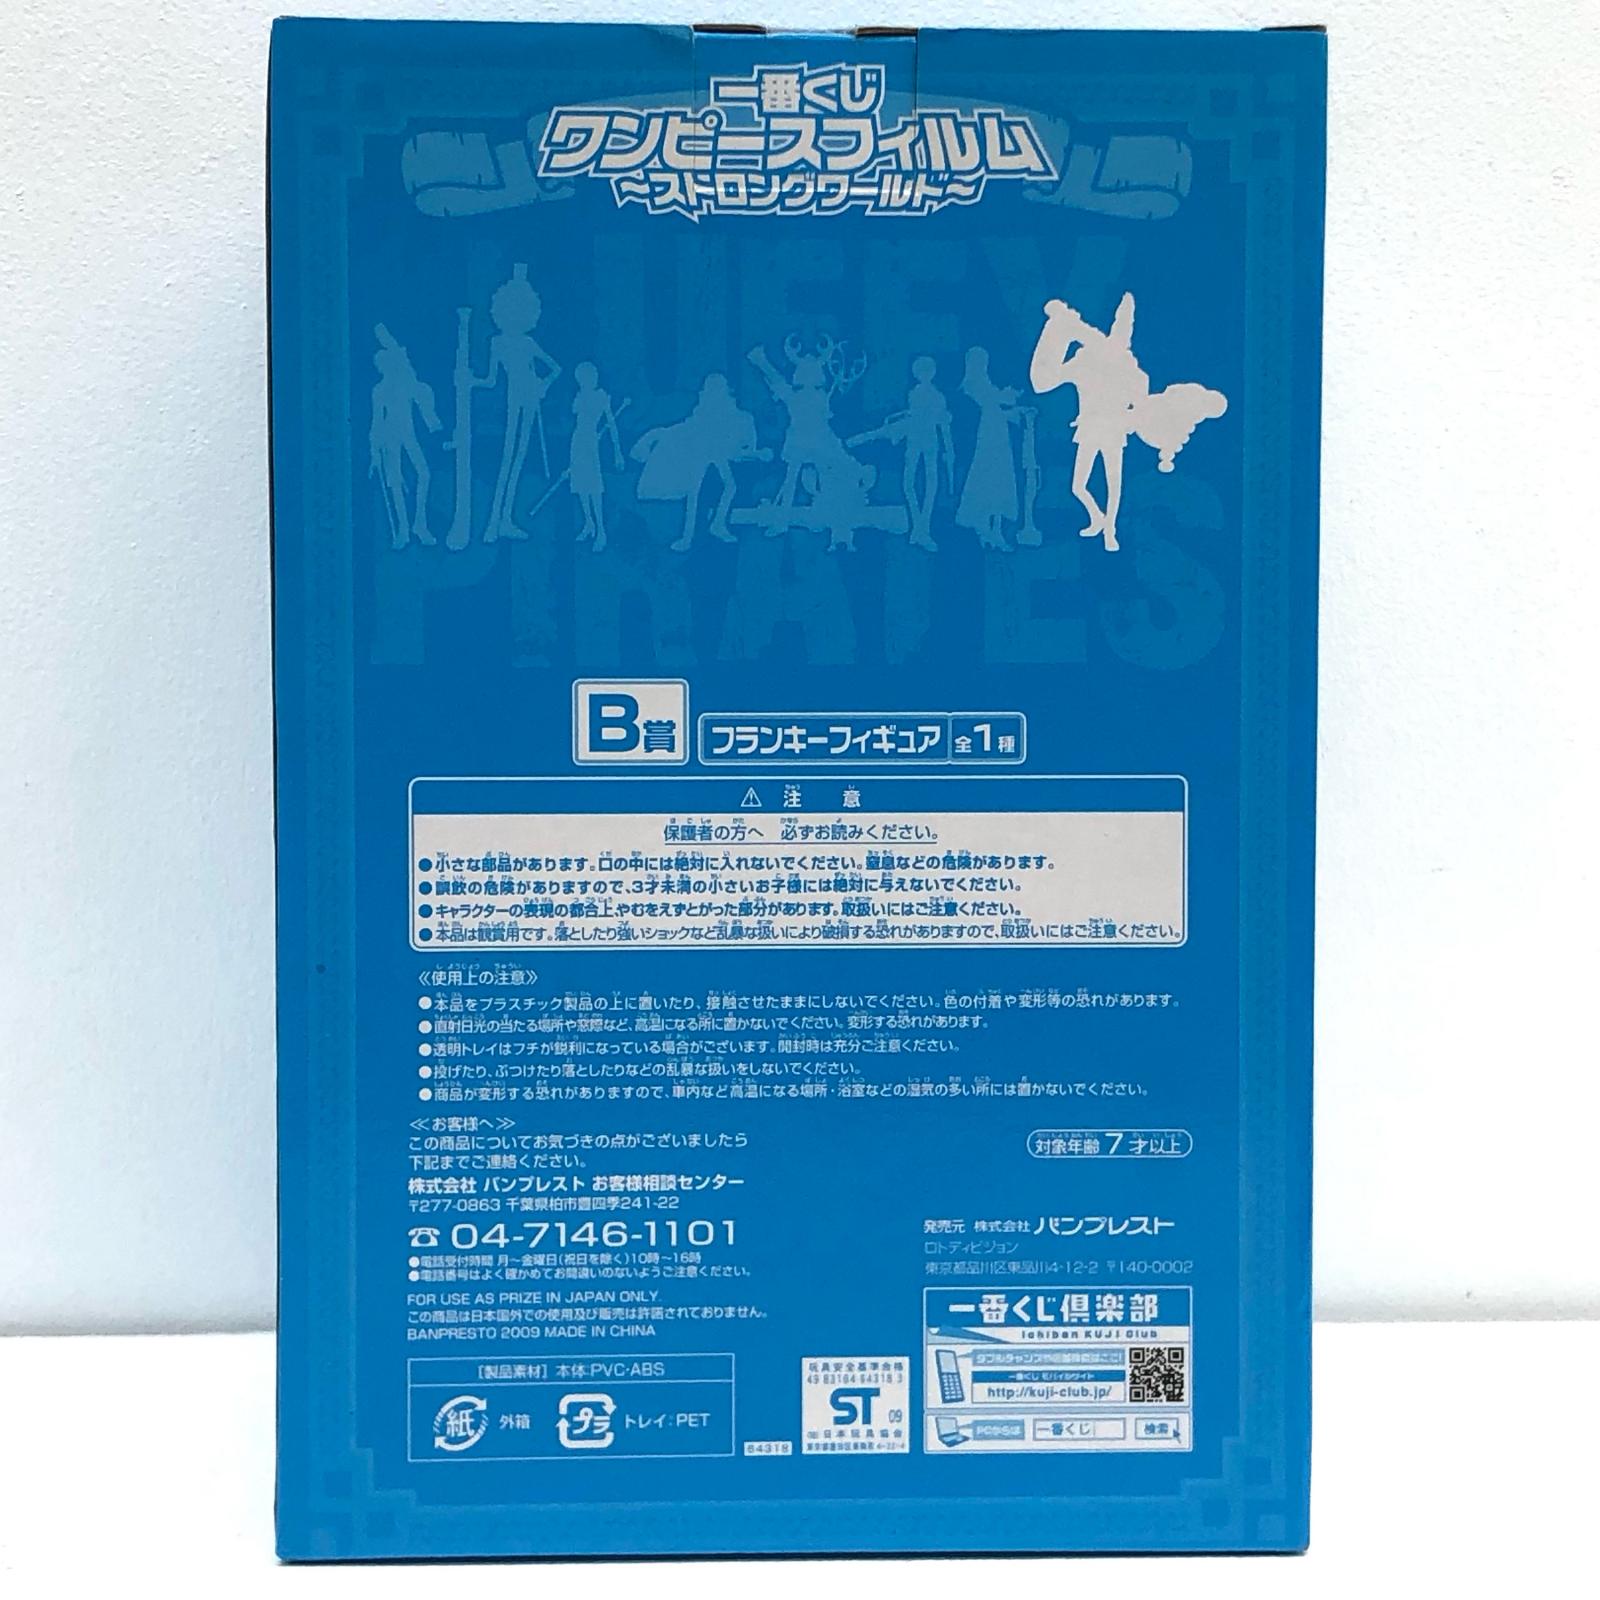 一番くじ
ワンピースフィルム
～ストロングワールド～
LUFFY
PIRATES
B賞 フランキーフィギュア 全1種
⚠ 注意
保護者の方へ 必ずお読みください。
●小さな部品があります。口の中には絶対に入れないでください。窒息などの危険があります。
●誤飲の危険がありますので、3才未満の小さいお子様には絶対に与えないでください。
●キャラクターの表現の都合上、やむをえずとがった部分があります。取扱いにはご注意ください。
●本品は観賞用です。落としたり強いショックなど乱暴な扱いにより破損する恐れがありますので、取扱いにはご注意ください。
《使用上の注意》
●本品をプラスチック製品の上に置いたり、接触させたままにしないでください。色の付着や変形等の恐れがあります。
●直射日光の当たる場所や窓際など、高温になる所に置かないでください。変形する恐れがあります。
●透明トレイはフチが鋭利になっている場合がございます。開封時は充分ご注意ください。
●投げたり、ぶつけたり落としたりなどの乱暴な扱いをしないでください。
●商品が変形する恐れがありますので、車内など高温になる場所・浴室などの湿気の多い所には置かないでください。
≪お客様へ≫
この商品についてお気づきの点がございましたら
下記までご連絡ください。
対象年齢7才以上
株式会社 バンプレスト お客様相談センター
〒277-0863 千葉県柏市豊四季241-22
☎04-7146-1101
●電話受付時間 月～金曜日(祝日を除く)10時～16時
●電話番号はよく確かめてお間違いのないようご注意ください。
FOR USE AS PRIZE IN JAPAN ONLY.
この商品は日本国外での使用及び販売は許諾されておりません。
BANPRESTO 2009 MADE IN CHINA
発売元 株式会社 バンプレスト
ロトディビジョン
東京都品川区東品川4-12-2 〒140-0002
[製品素材] 本体:PVC・ABS
紙 外箱 プラ トレイ:PET
64318
玩具安全基準合格
49 83164 64318 3
ST 09
(社)日本玩具協会
一番くじ倶楽部
Ichiban KUJI Club
一番くじ モバイルサイト
http://kuji-club.jp/
PCからは 一番くじ 検索